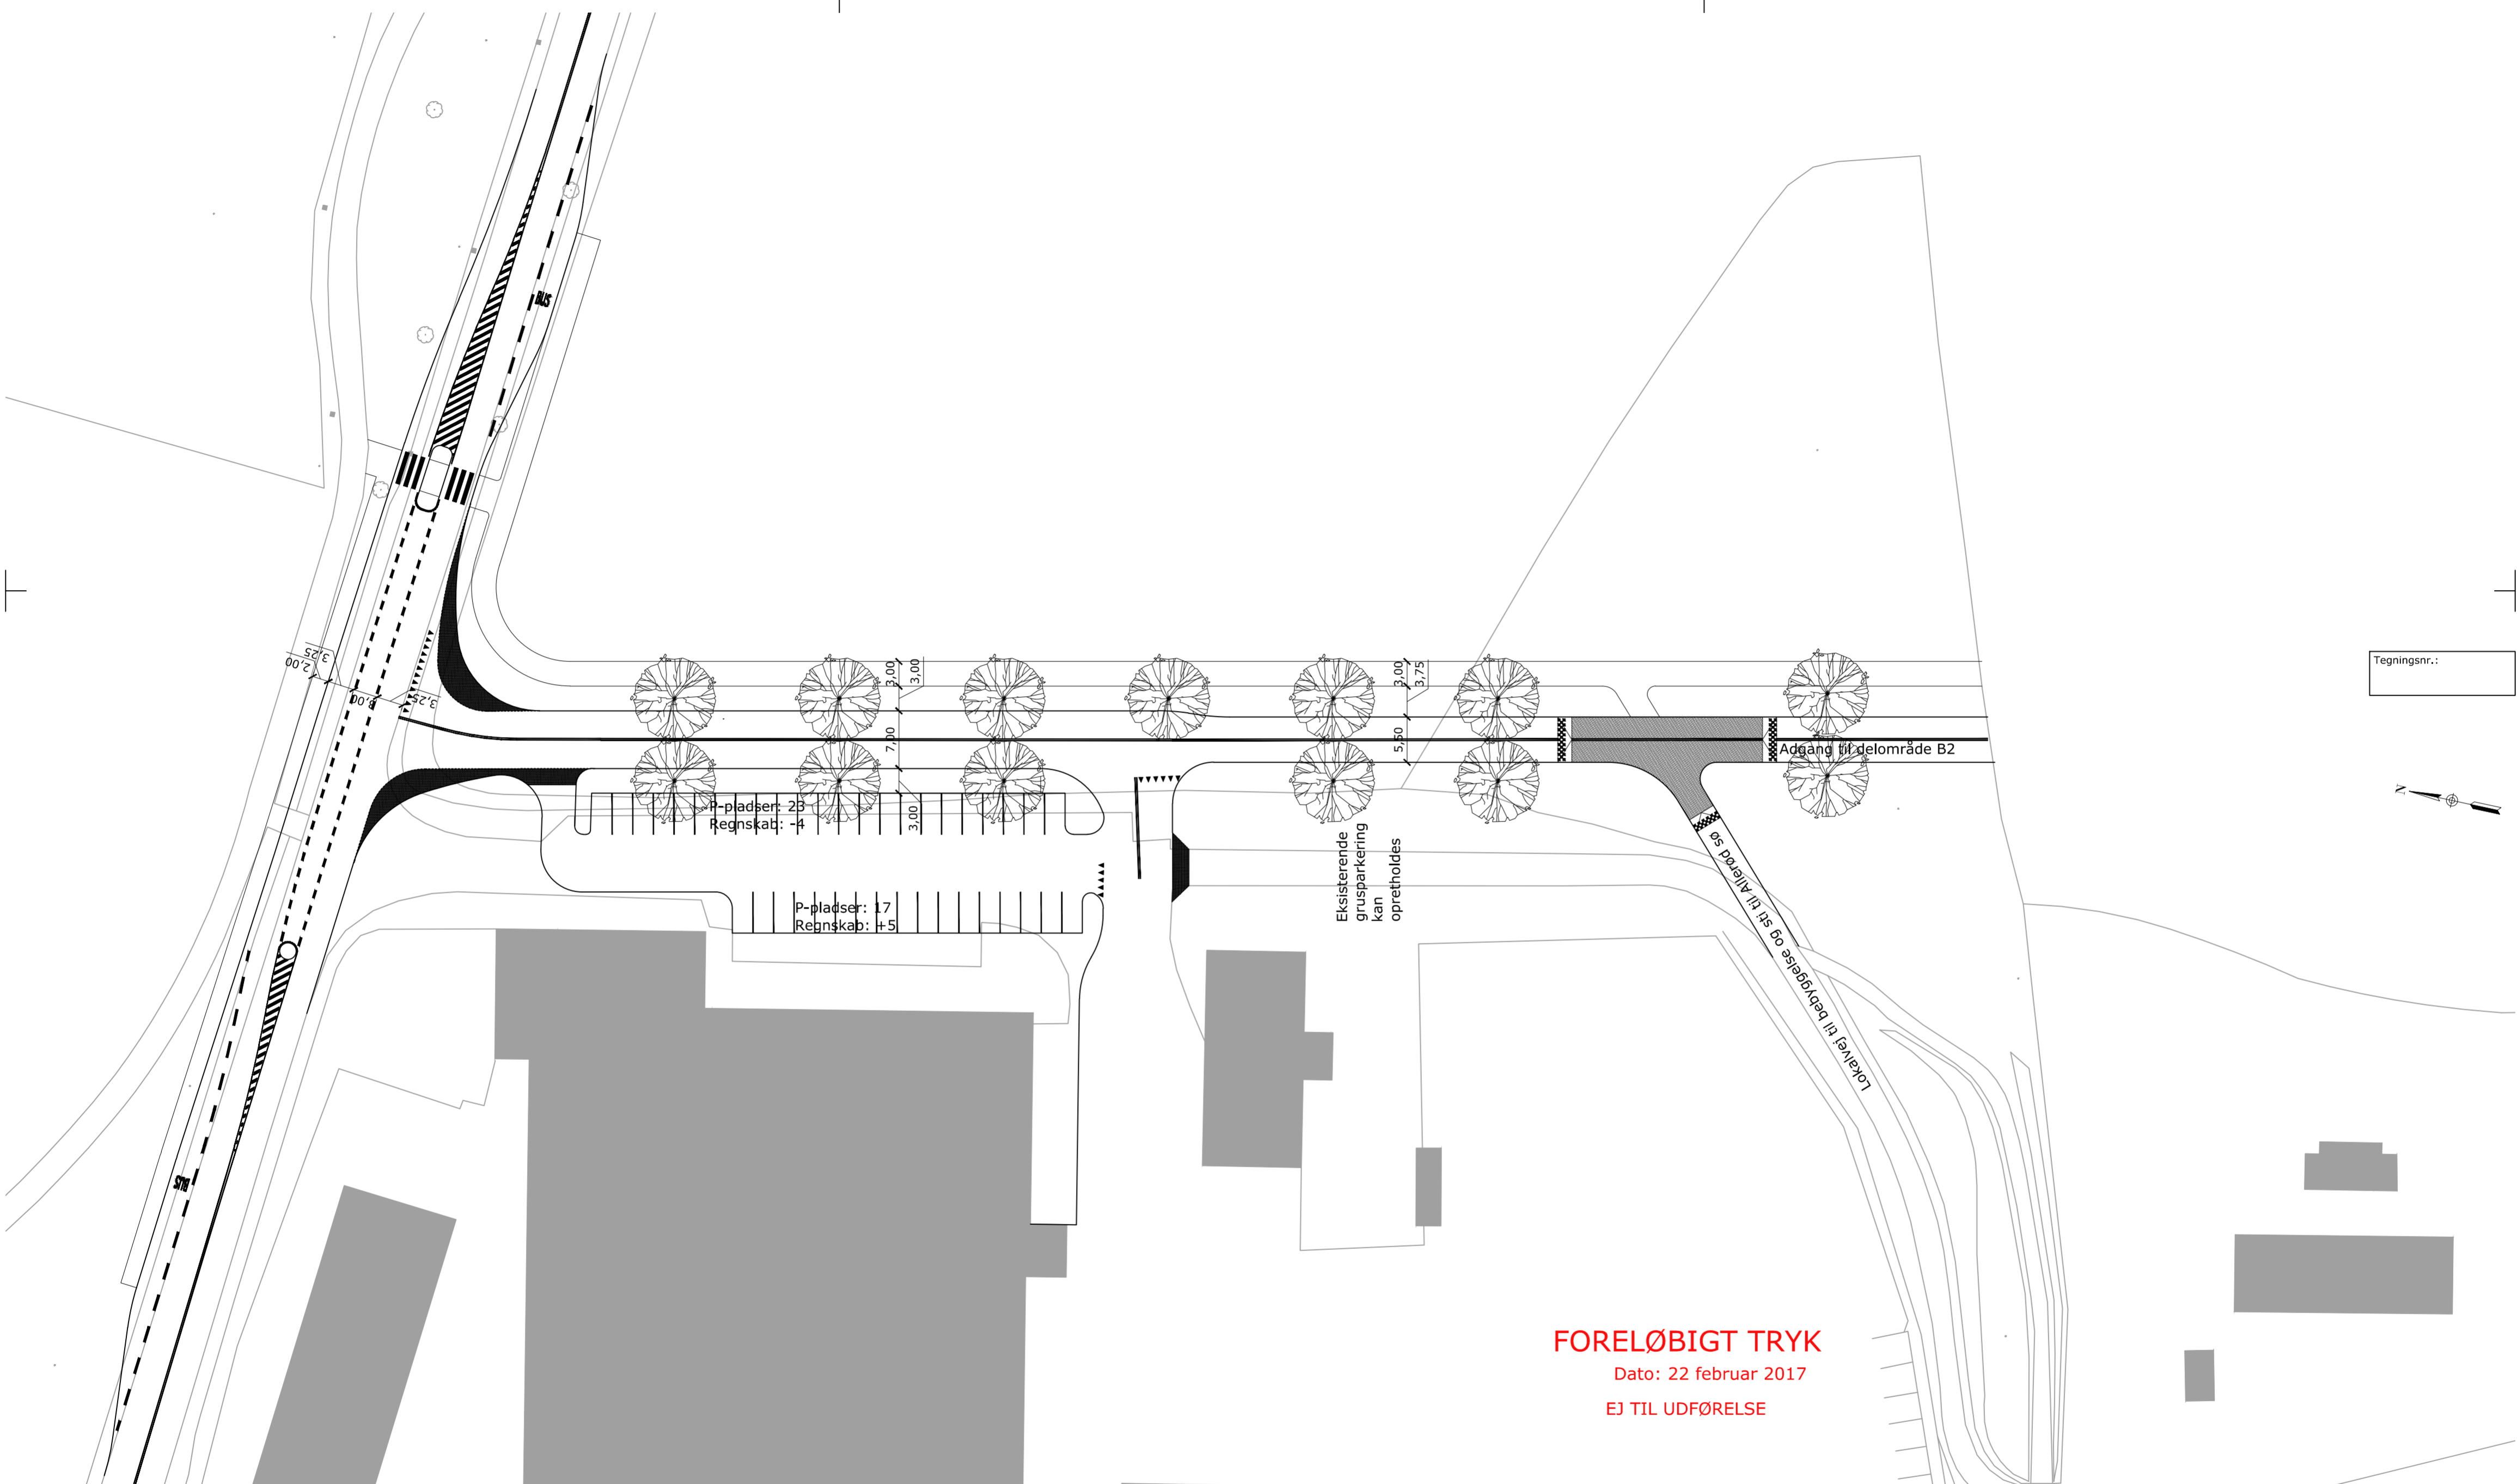 BUS
2,00
3,25
3,00
3,25
3,00
3,00
7,00
3,00
3,00
3,75
5,50
Tegningsnr.:
Adgang til delområde B2
N
P-pladser: 23
Regnskab: -4
P-pladser: 17
Regnskab: +5
Eksisterende
grusparkering
kan
opretholdes
Lokalvej til bebyggelse og sti til Allerød sø
BUS
FORELØBIGT TRYK
Dato: 22 februar 2017
EJ TIL UDFØRELSE